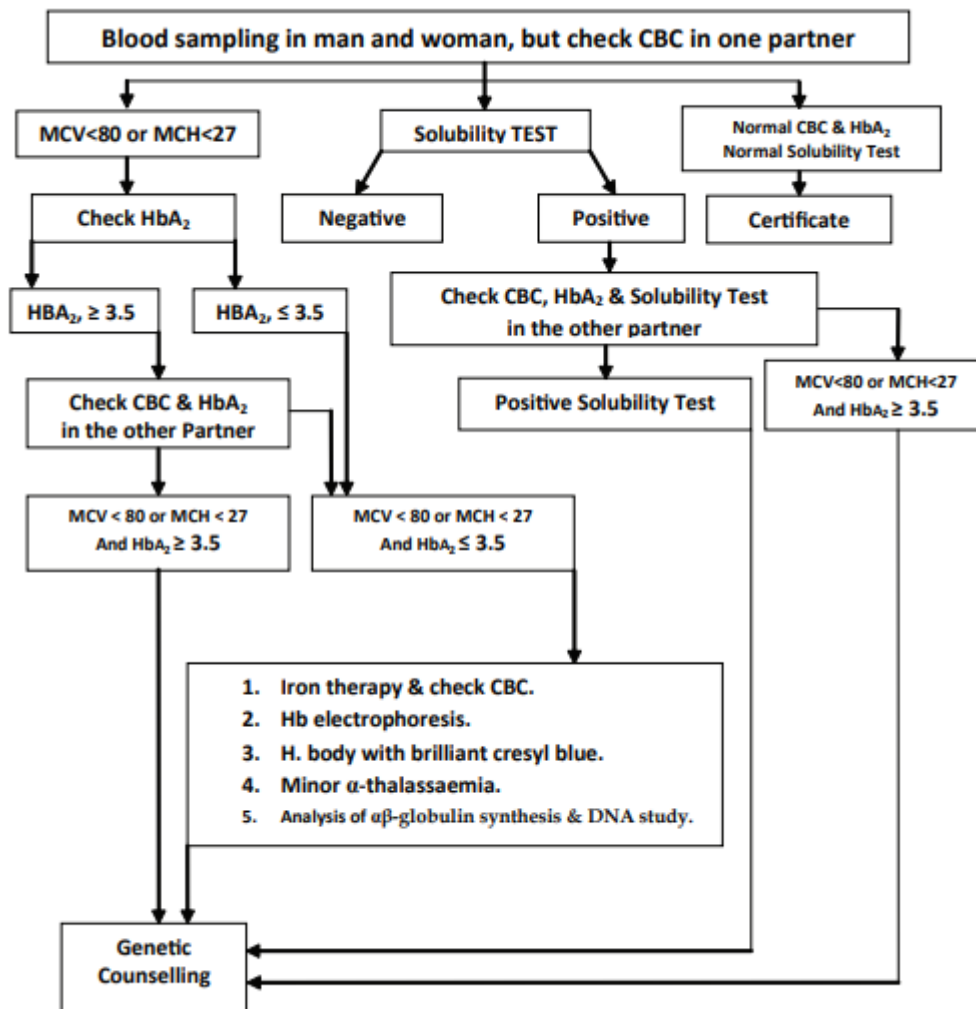 Blood sampling in man and woman, but check CBC in one partner
MCV<80 or MCH<27
Solubility TEST
Normal CBC & HbA₂
Normal Solubility Test
Check HbA₂
Negative
Positive
Certificate
HBA₂, ≥ 3.5
HBA₂, ≤ 3.5
Check CBC, HbA₂ & Solubility Test
in the other partner
Check CBC & HbA₂
in the other Partner
Positive Solubility Test
MCV<80 or MCH<27
And HbA₂ ≥ 3.5
MCV < 80 or MCH < 27
And HbA₂ ≥ 3.5
MCV < 80 or MCH < 27
And HbA₂ ≤ 3.5
1. Iron therapy & check CBC.
2. Hb electrophoresis.
3. H. body with brilliant cresyl blue.
4. Minor α-thalassaemia.
5. Analysis of αβ-globulin synthesis & DNA study.
Genetic
Counselling